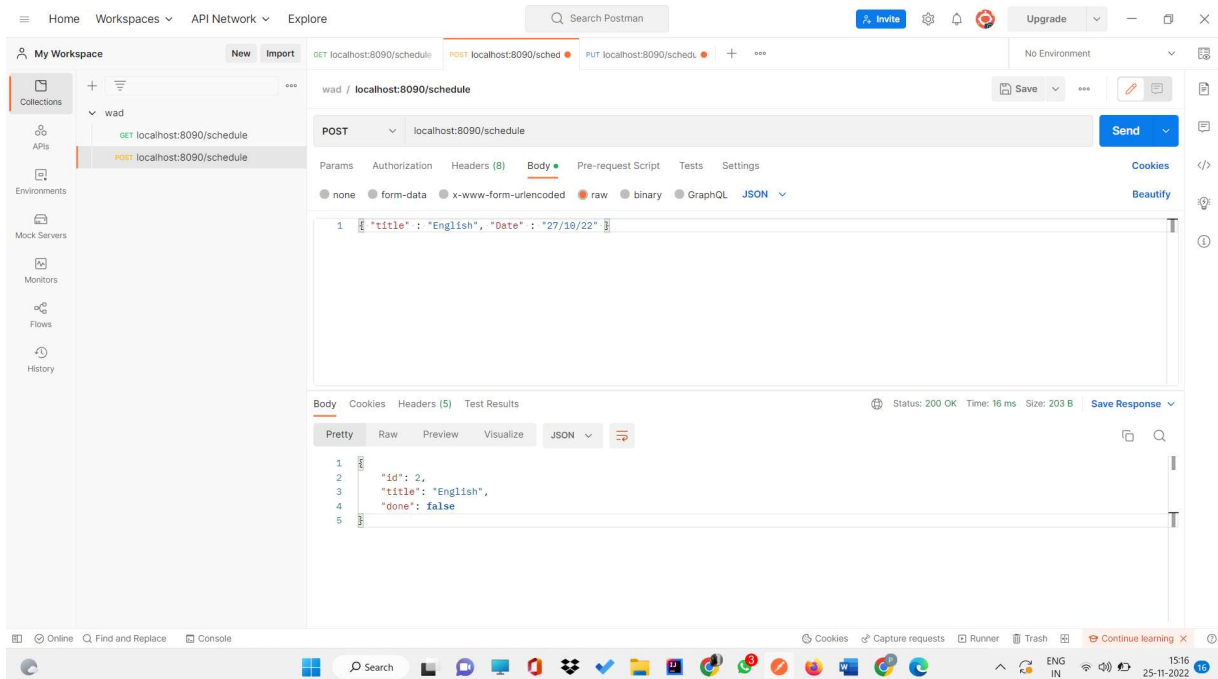 Home Workspaces API Network Explore Search Postman Invite Upgrade
My Workspace New Import GET localhost:8090/schedule POST localhost:8090/sched PUT localhost:8090/schedu No Environment
Collections
APIs
Environments
Mock Servers
Monitors
Flows
History
wad
GET localhost:8090/schedule
POST localhost:8090/schedule
wad / localhost:8090/schedule Save
POST localhost:8090/schedule Send
Params Authorization Headers (8) Body Pre-request Script Tests Settings Cookies
none form-data x-www-form-urlencoded raw binary GraphQL JSON Beautify
1 { "title" : "English", "Date" : "27/10/22" }
Body Cookies Headers (5) Test Results Status: 200 OK Time: 16 ms Size: 203 B Save Response
Pretty Raw Preview Visualize JSON
1 {
2 "id": 2,
3 "title": "English",
4 "done": false
5 }
Online Find and Replace Console Cookies Capture requests Runner Trash Continue learning
Search 3 ENG IN 15:16 25-11-2022 16